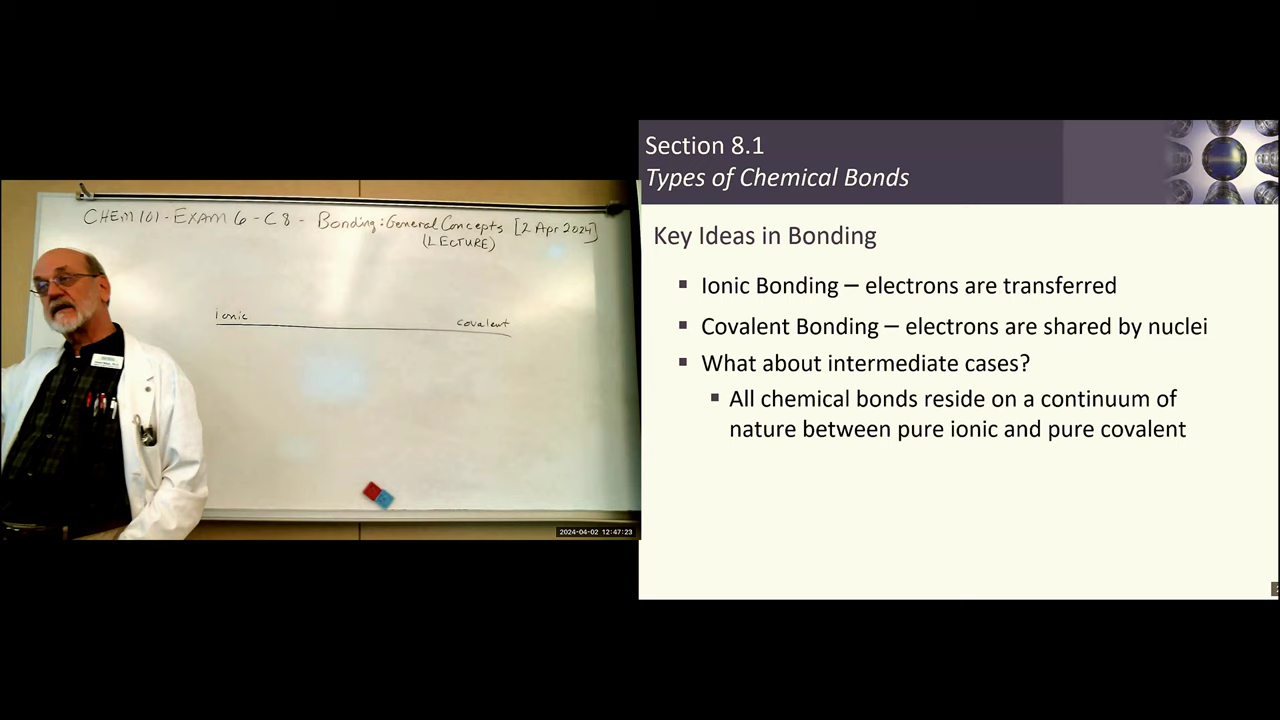 CHEM 101 - EXAM 6 - C8 - Bonding: General Concepts [2 Apr 2024]
(LECTURE)
ionic
covalent
2024-04-02 12:47:23
Section 8.1
Types of Chemical Bonds
Key Ideas in Bonding
▪ Ionic Bonding – electrons are transferred
▪ Covalent Bonding – electrons are shared by nuclei
▪ What about intermediate cases?
▪ All chemical bonds reside on a continuum of
nature between pure ionic and pure covalent